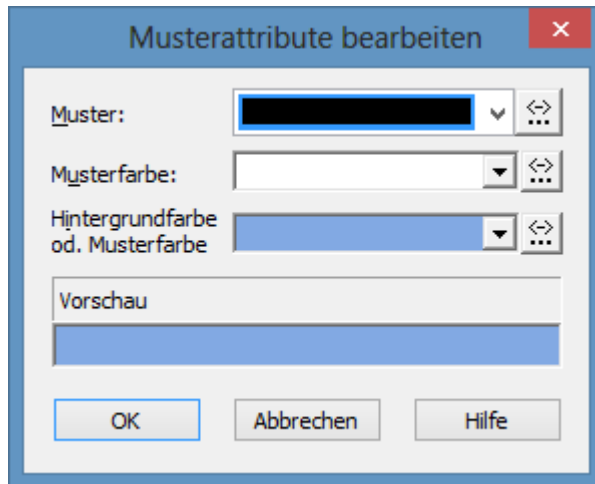 Musterattribute bearbeiten
Muster:
Musterfarbe:
Hintergrundfarbe
od. Musterfarbe
Vorschau
OK Abbrechen Hilfe